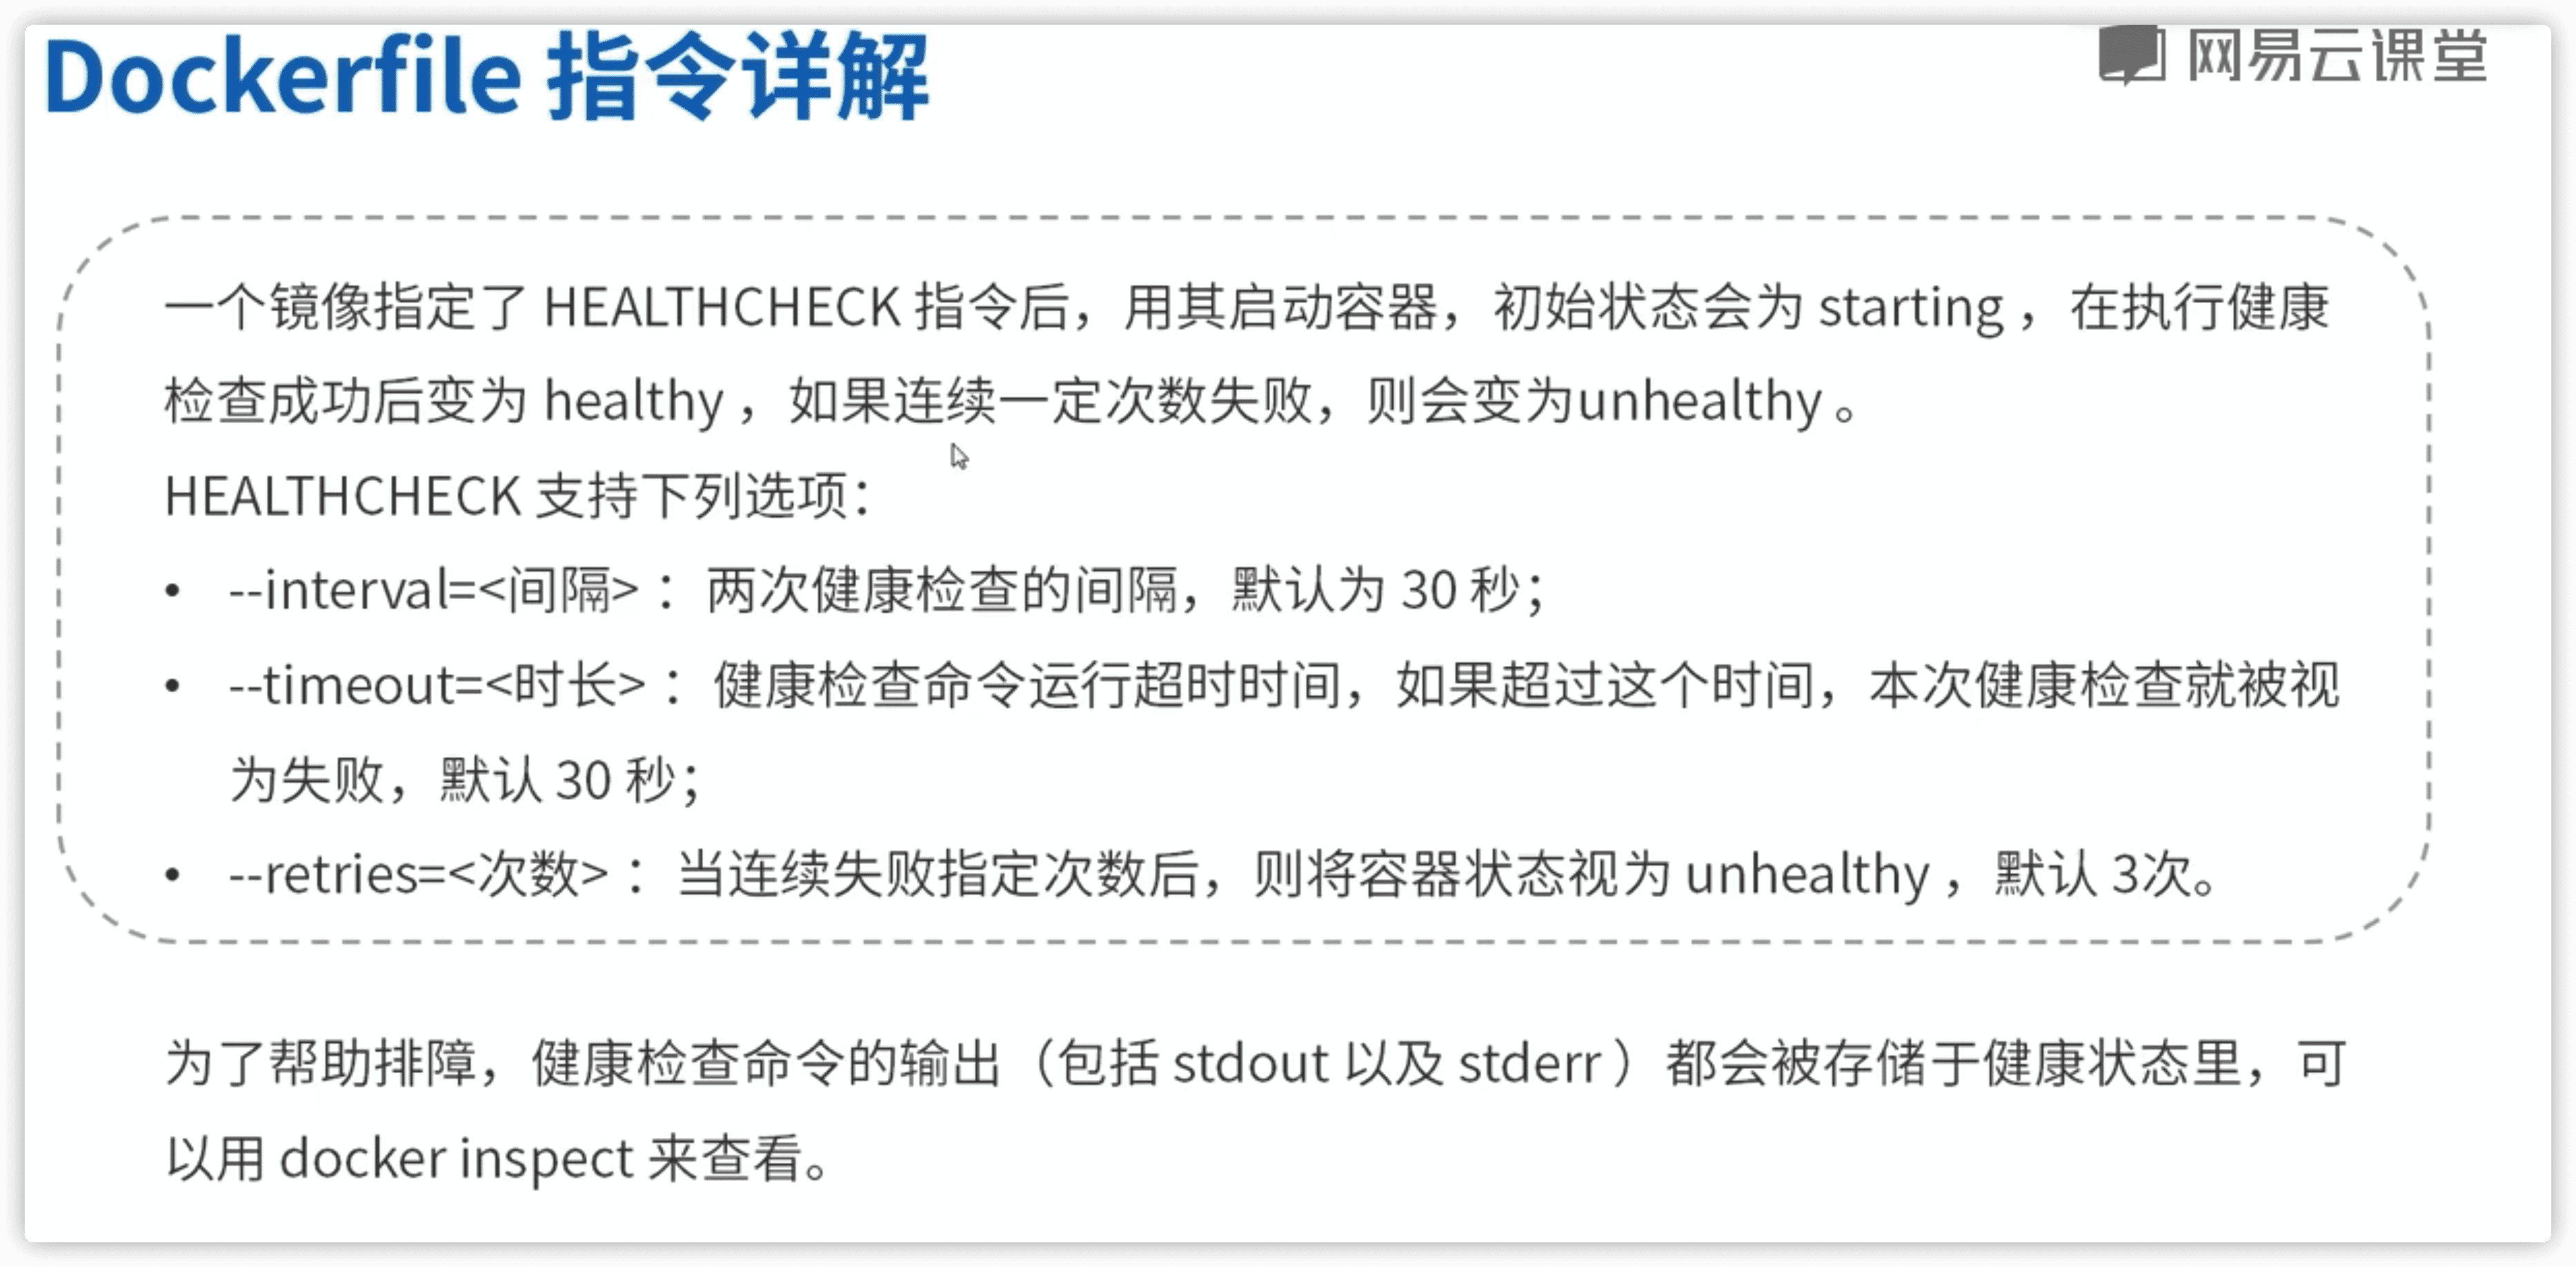 Dockerfile 指令详解
网易云课堂
一个镜像指定了 HEALTHCHECK 指令后，用其启动容器，初始状态会为 starting ，在执行健康
检查成功后变为 healthy ，如果连续一定次数失败，则会变为unhealthy 。
HEALTHCHECK 支持下列选项：
• --interval=<间隔> ：两次健康检查的间隔，默认为 30 秒；
• --timeout=<时长> ：健康检查命令运行超时时间，如果超过这个时间，本次健康检查就被视
为失败，默认 30 秒；
• --retries=<次数> ：当连续失败指定次数后，则将容器状态视为 unhealthy ，默认 3次。
为了帮助排障，健康检查命令的输出（包括 stdout 以及 stderr ）都会被存储于健康状态里，可
以用 docker inspect 来查看。